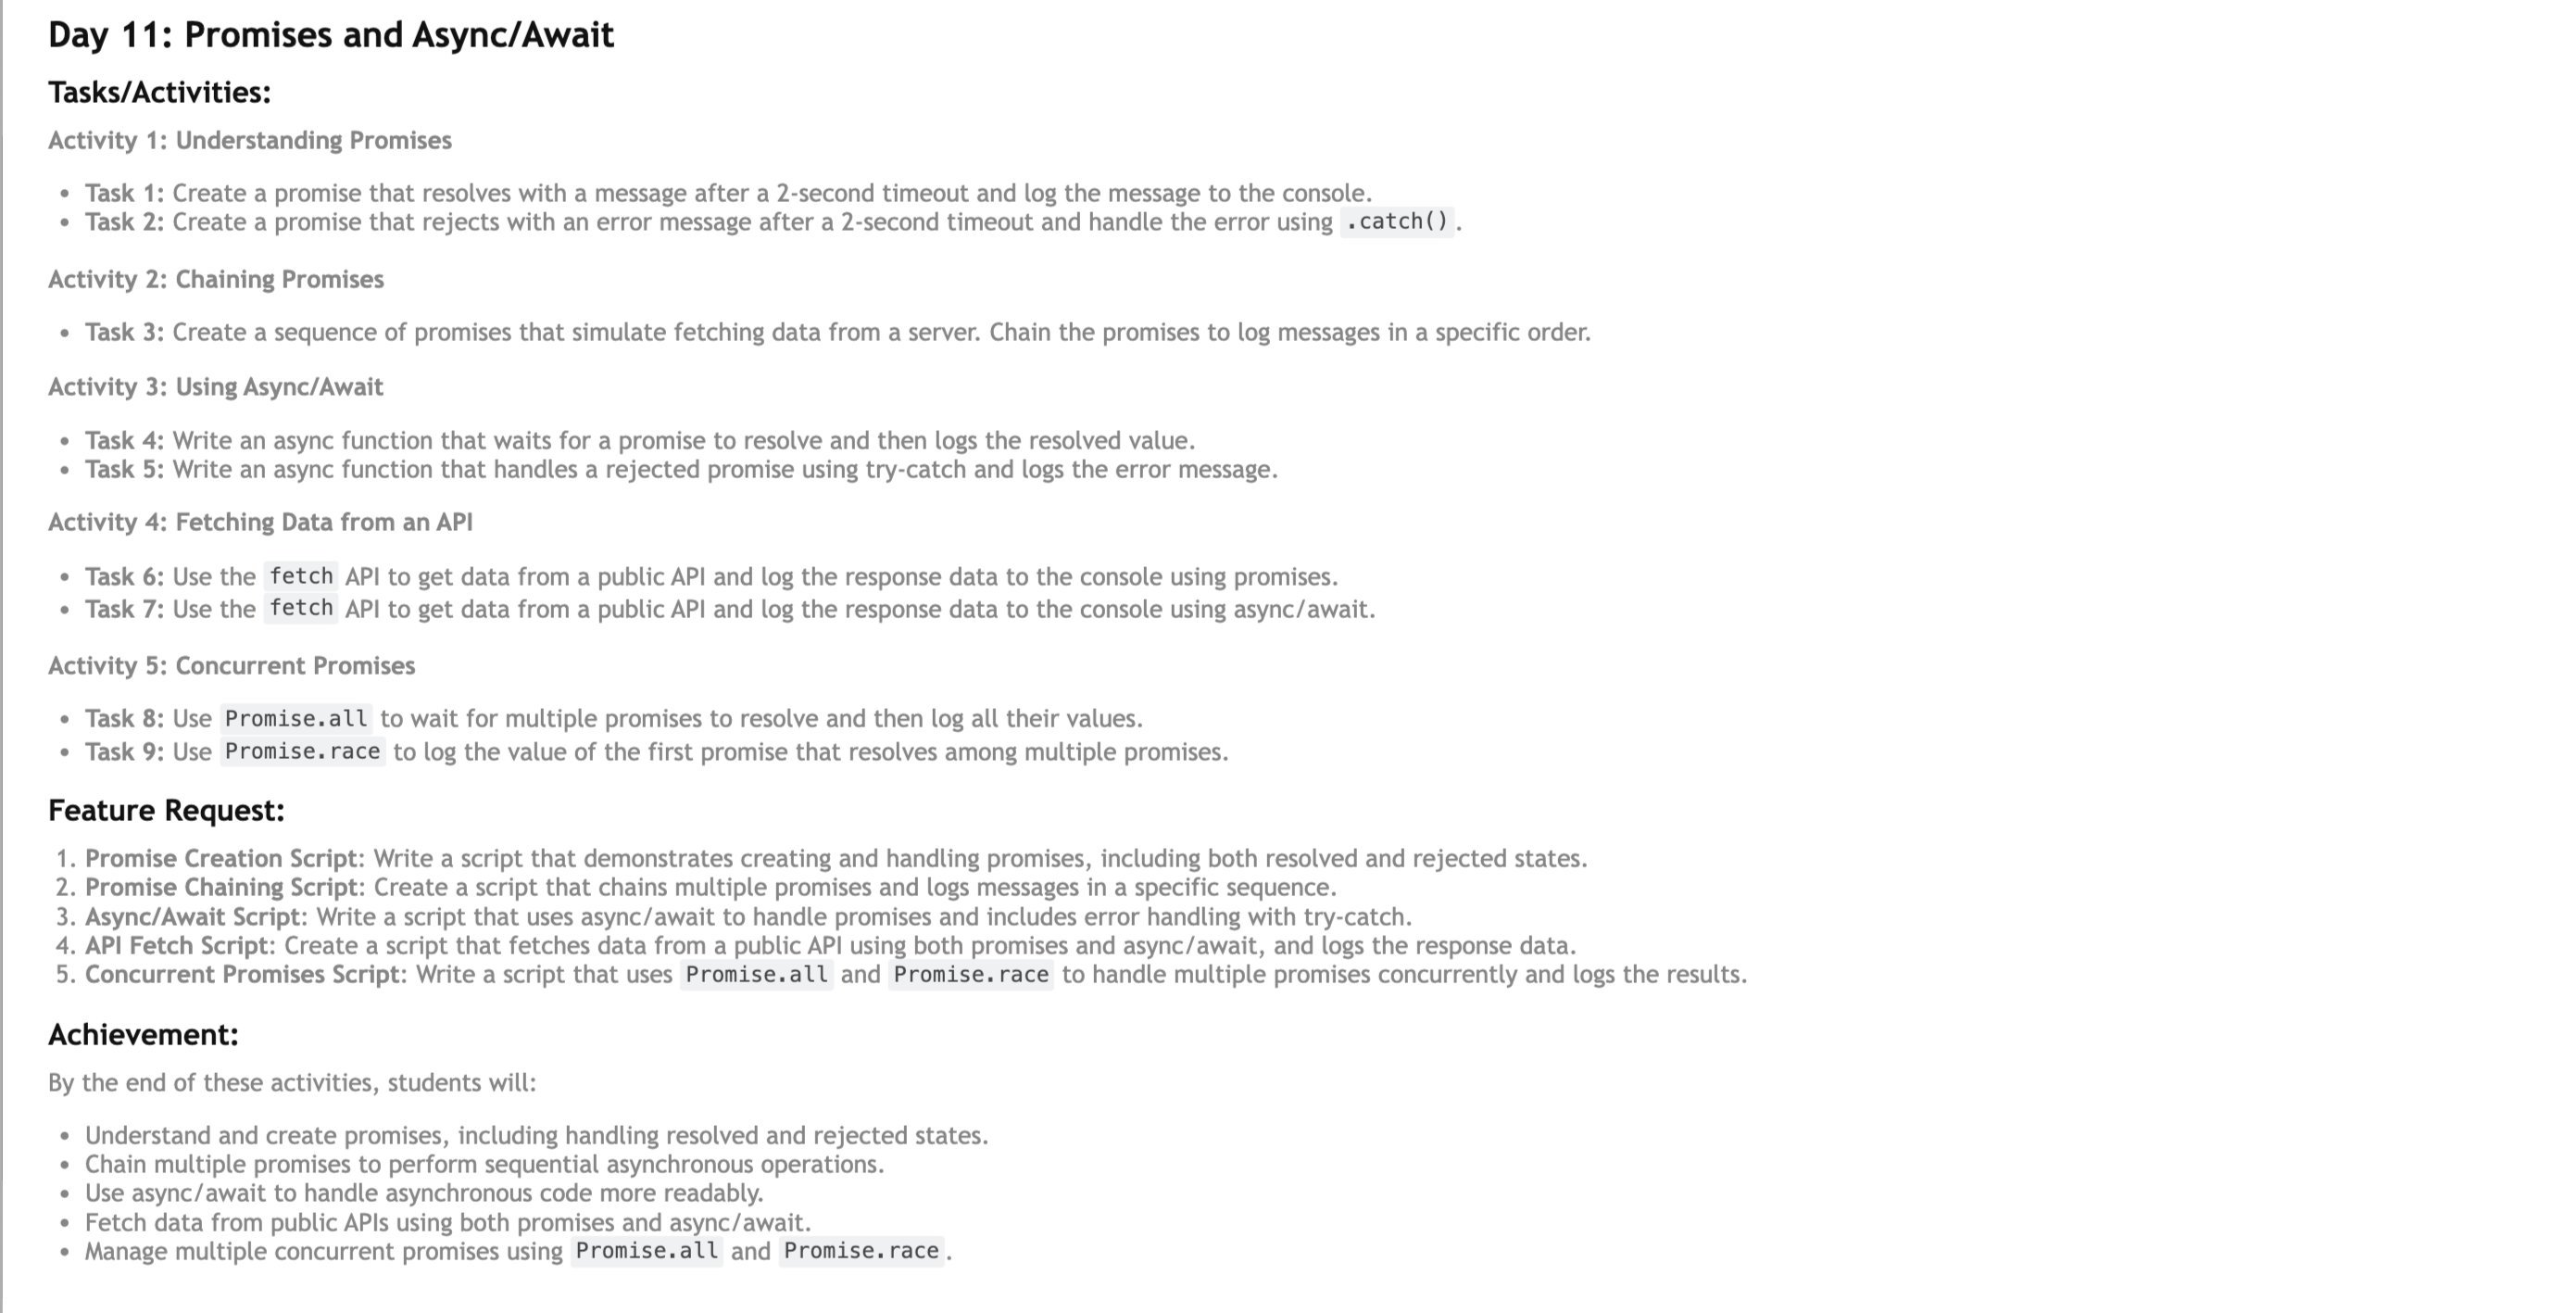 Day 11: Promises and Async/Await
Tasks/Activities:
Activity 1: Understanding Promises
• Task 1: Create a promise that resolves with a message after a 2-second timeout and log the message to the console.
• Task 2: Create a promise that rejects with an error message after a 2-second timeout and handle the error using .catch().
Activity 2: Chaining Promises
• Task 3: Create a sequence of promises that simulate fetching data from a server. Chain the promises to log messages in a specific order.
Activity 3: Using Async/Await
• Task 4: Write an async function that waits for a promise to resolve and then logs the resolved value.
• Task 5: Write an async function that handles a rejected promise using try-catch and logs the error message.
Activity 4: Fetching Data from an API
• Task 6: Use the fetch API to get data from a public API and log the response data to the console using promises.
• Task 7: Use the fetch API to get data from a public API and log the response data to the console using async/await.
Activity 5: Concurrent Promises
• Task 8: Use Promise.all to wait for multiple promises to resolve and then log all their values.
• Task 9: Use Promise.race to log the value of the first promise that resolves among multiple promises.
Feature Request:
1. Promise Creation Script: Write a script that demonstrates creating and handling promises, including both resolved and rejected states.
2. Promise Chaining Script: Create a script that chains multiple promises and logs messages in a specific sequence.
3. Async/Await Script: Write a script that uses async/await to handle promises and includes error handling with try-catch.
4. API Fetch Script: Create a script that fetches data from a public API using both promises and async/await, and logs the response data.
5. Concurrent Promises Script: Write a script that uses Promise.all and Promise.race to handle multiple promises concurrently and logs the results.
Achievement:
By the end of these activities, students will:
• Understand and create promises, including handling resolved and rejected states.
• Chain multiple promises to perform sequential asynchronous operations.
• Use async/await to handle asynchronous code more readably.
• Fetch data from public APIs using both promises and async/await.
• Manage multiple concurrent promises using Promise.all and Promise.race.